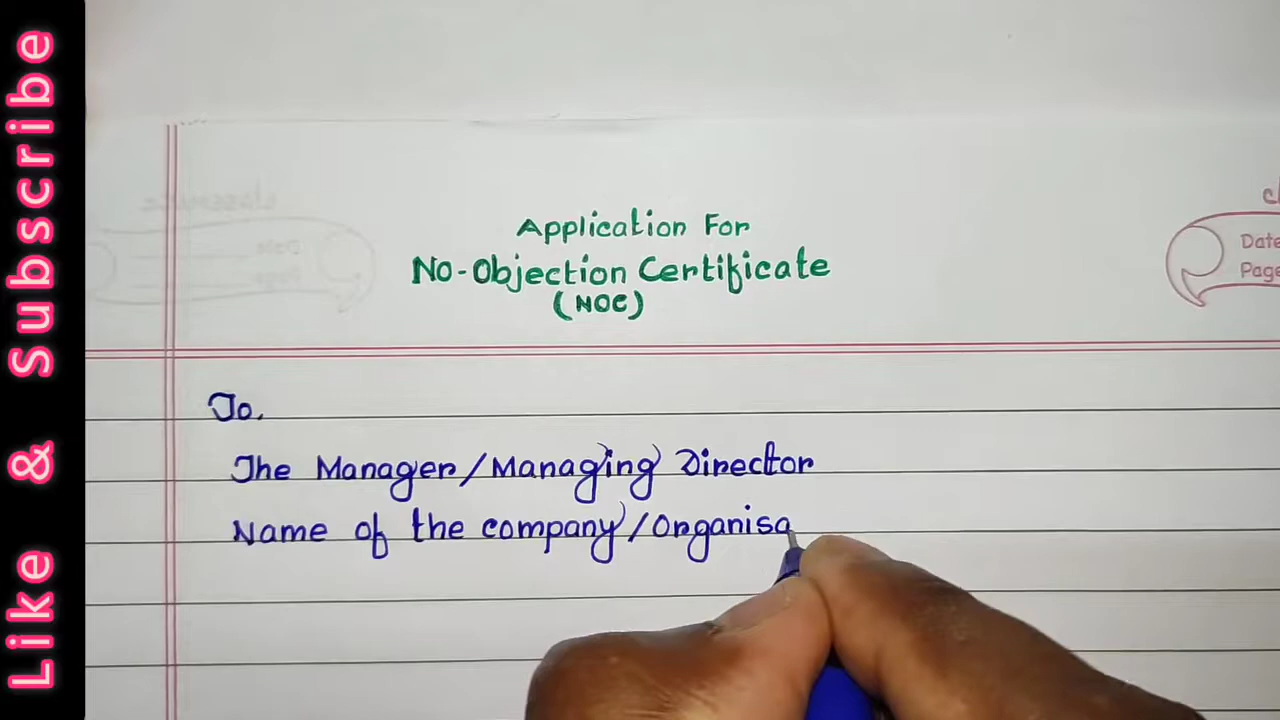 Like & Subscribe
Application For
No-Objection Certificate
(NOC)
Date
Page
To,
The Manager/Managing Director
Name of the company/Organisa